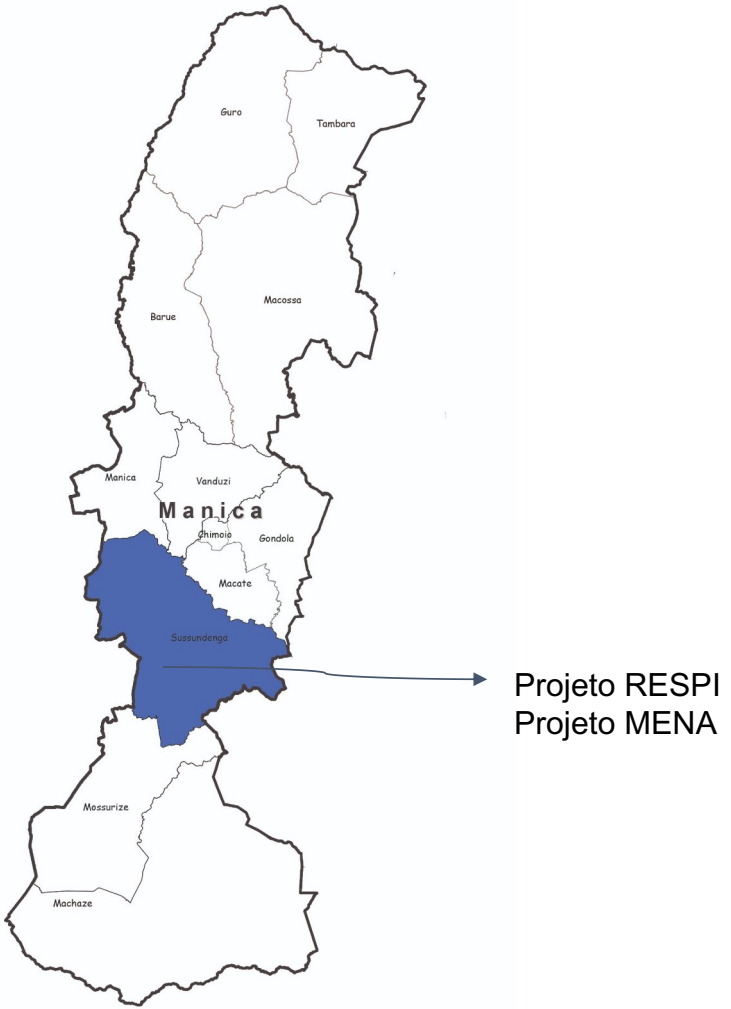 Guro
Tambara
Macossa
Barue
Manica
Vanduzi
Manica
Chimoio
Gondola
Macate
Sussundenga
Projeto RESPI
Projeto MENA
Mossurize
Machaze